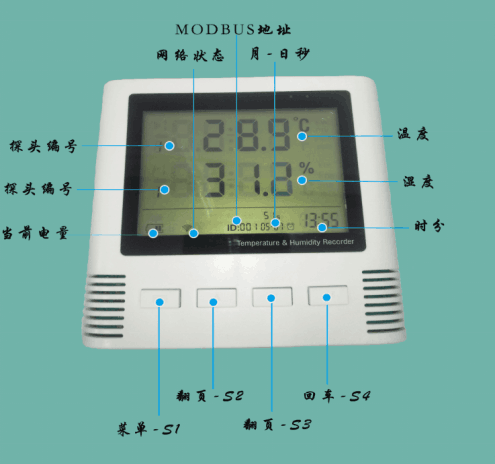 MODBUS地址
网络状态 月-日秒
28.9°C
温度
探头编号
31.3%
湿度
探头编号
当前电量
ID:001
13:55
时分
Temperature & Humidity Recorder
翻页-S2
回车-S4
菜单-S1
翻页-S3